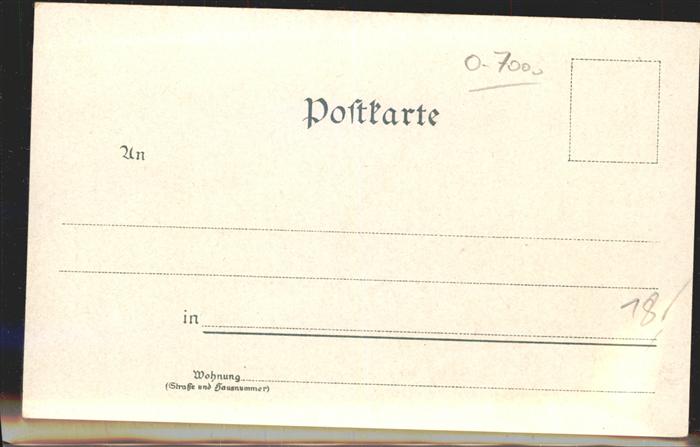 0-7000
Postkarte
An
in
18,
Wohnung
(Straße und Hausnummer)